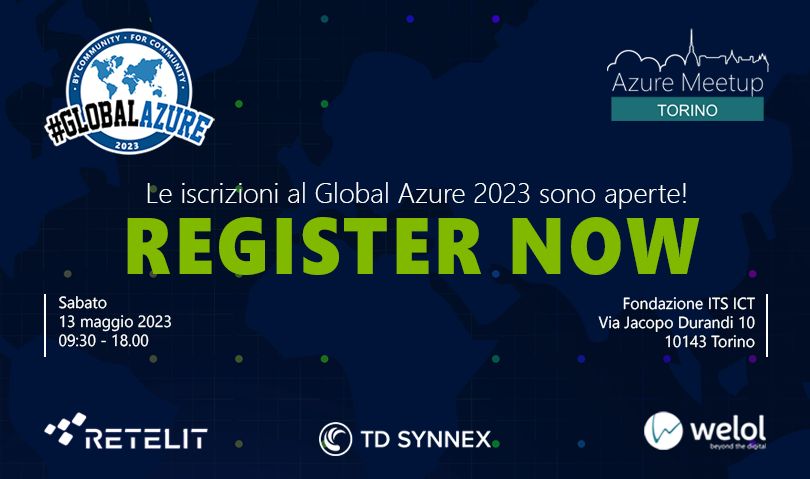 BY COMMUNITY • FOR COMMUNITY
#GLOBALAZURE
2023
Azure Meetup
TORINO
Le iscrizioni al Global Azure 2023 sono aperte!
REGISTER NOW
Sabato
13 maggio 2023
09:30 - 18.00
Fondazione ITS ICT
Via Jacopo Durandi 10
10143 Torino
RETELIT
TD SYNNEX
welol
beyond the digital